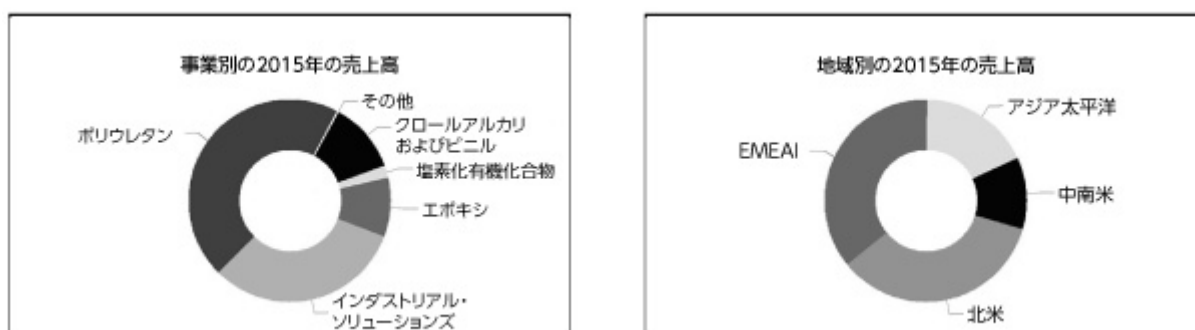 事業別の2015年の売上高
その他
ポリウレタン
クロールアルカリ
およびビニル
塩素化有機化合物
エポキシ
インダストリアル・
ソリューションズ
地域別の2015年の売上高
アジア太平洋
EMEAI
中南米
北米